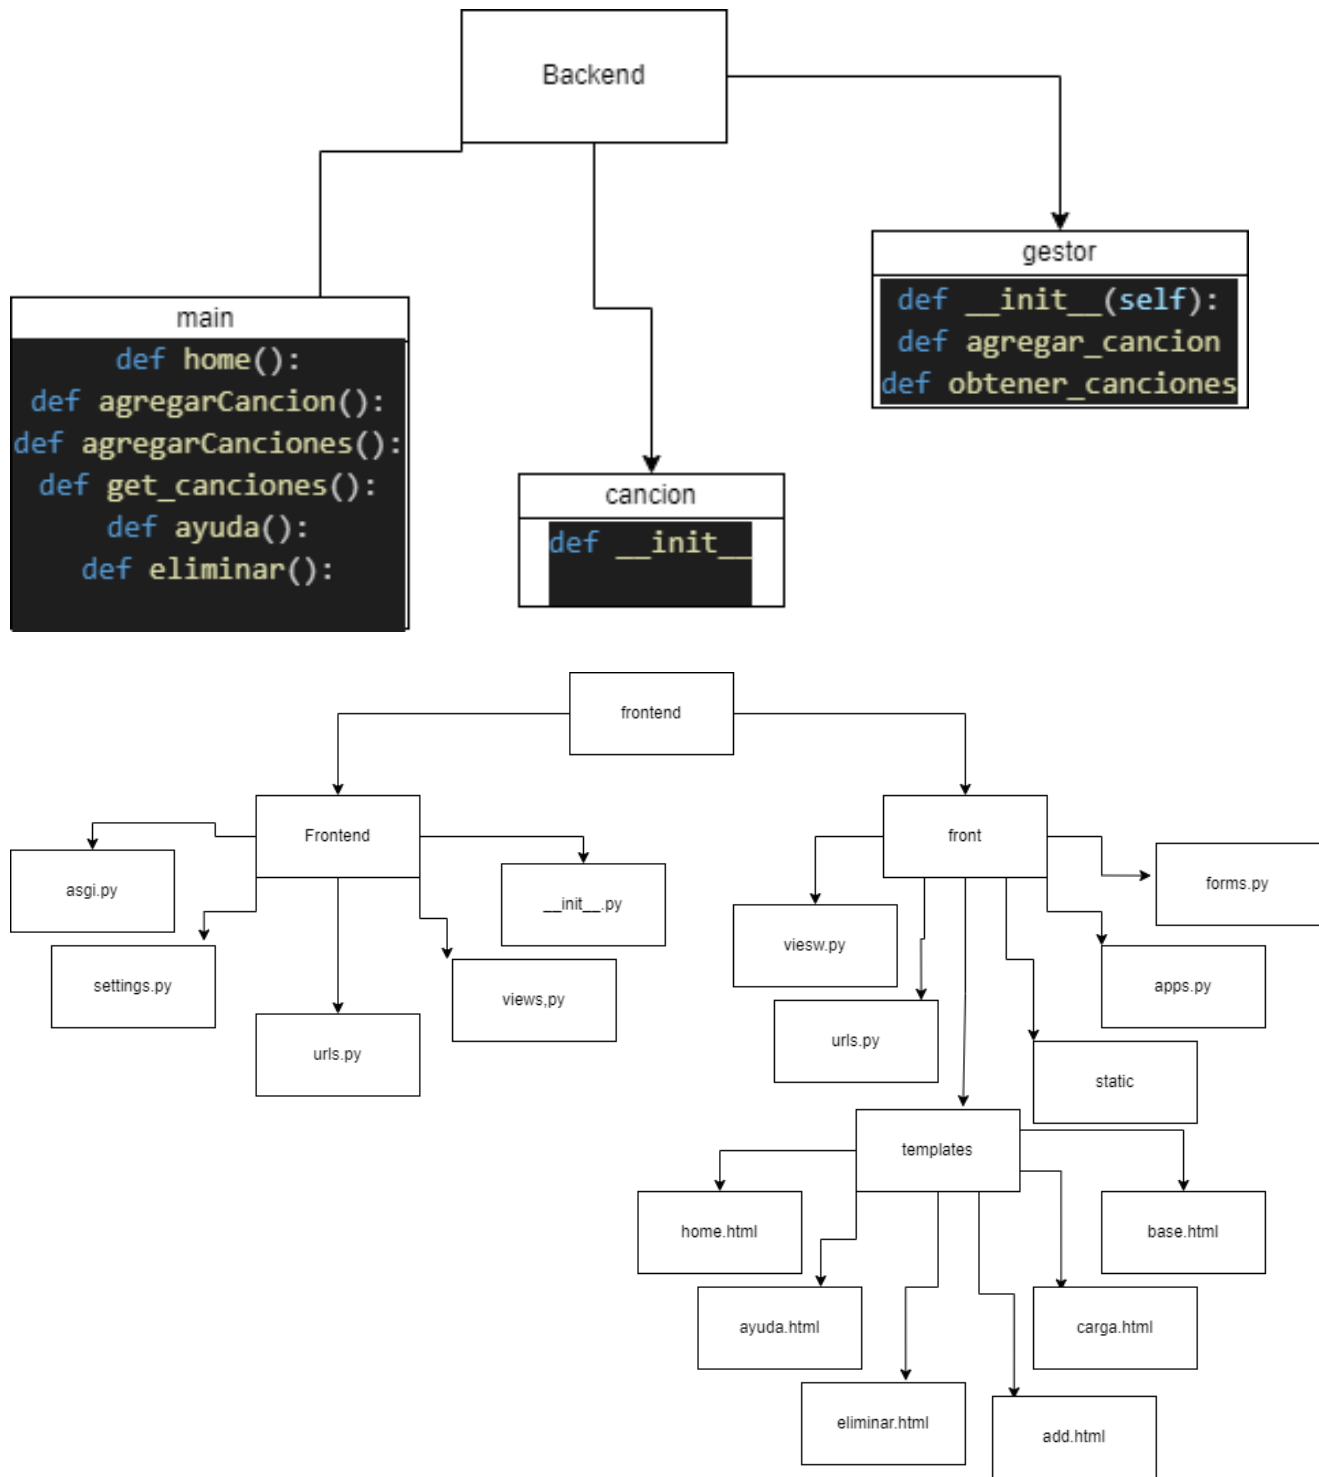 Backend
gestor
def __init__(self):
def agregar_cancion
def obtener_canciones
main
def home():
def agregarCancion():
def agregarCanciones():
def get_canciones():
def ayuda():
def eliminar():
cancion
def __init__
frontend
Frontend
front
asgi.py
settings.py
urls.py
views,py
__init__.py
viesw.py
urls.py
forms.py
apps.py
static
templates
home.html
base.html
ayuda.html
carga.html
eliminar.html
add.html